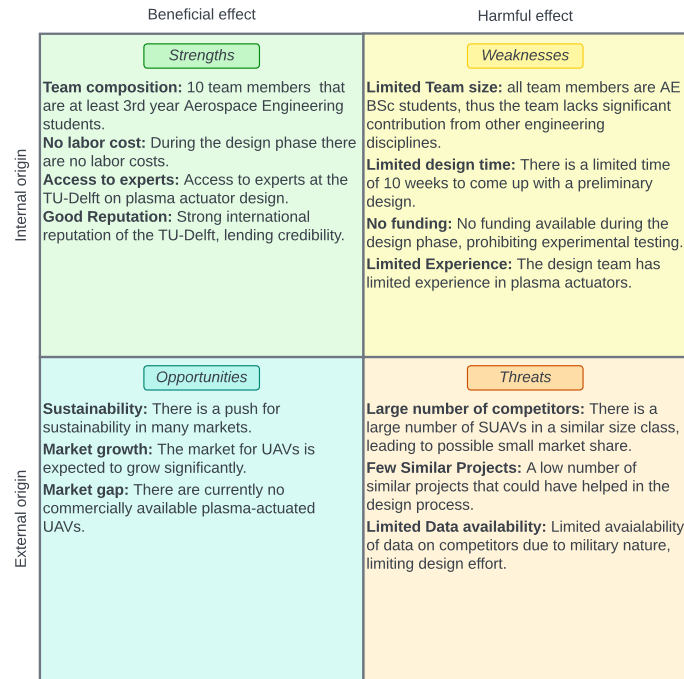 Beneficial effect
Harmful effect
Internal origin
Strengths
Team composition: 10 team members that
are at least 3rd year Aerospace Engineering
students.
No labor cost: During the design phase there
are no labor costs.
Access to experts: Access to experts at the
TU-Delft on plasma actuator design.
Good Reputation: Strong international
reputation of the TU-Delft, lending credibility.
Weaknesses
Limited Team size: all team members are AE
BSc students, thus the team lacks significant
contribution from other engineering
disciplines.
Limited design time: There is a limited time
of 10 weeks to come up with a preliminary
design.
No funding: No funding available during the
design phase, prohibiting experimental testing.
Limited Experience: The design team has
limited experience in plasma actuators.
External origin
Opportunities
Sustainability: There is a push for
sustainability in many markets.
Market growth: The market for UAVs is
expected to grow significantly.
Market gap: There are currently no
commercially available plasma-actuated
UAVs.
Threats
Large number of competitors: There is a
large number of SUAVs in a similar size class,
leading to possible small market share.
Few Similar Projects: A low number of
similar projects that could have helped in the
design process.
Limited Data availability: Limited avaialability
of data on competitors due to military nature,
limiting design effort.